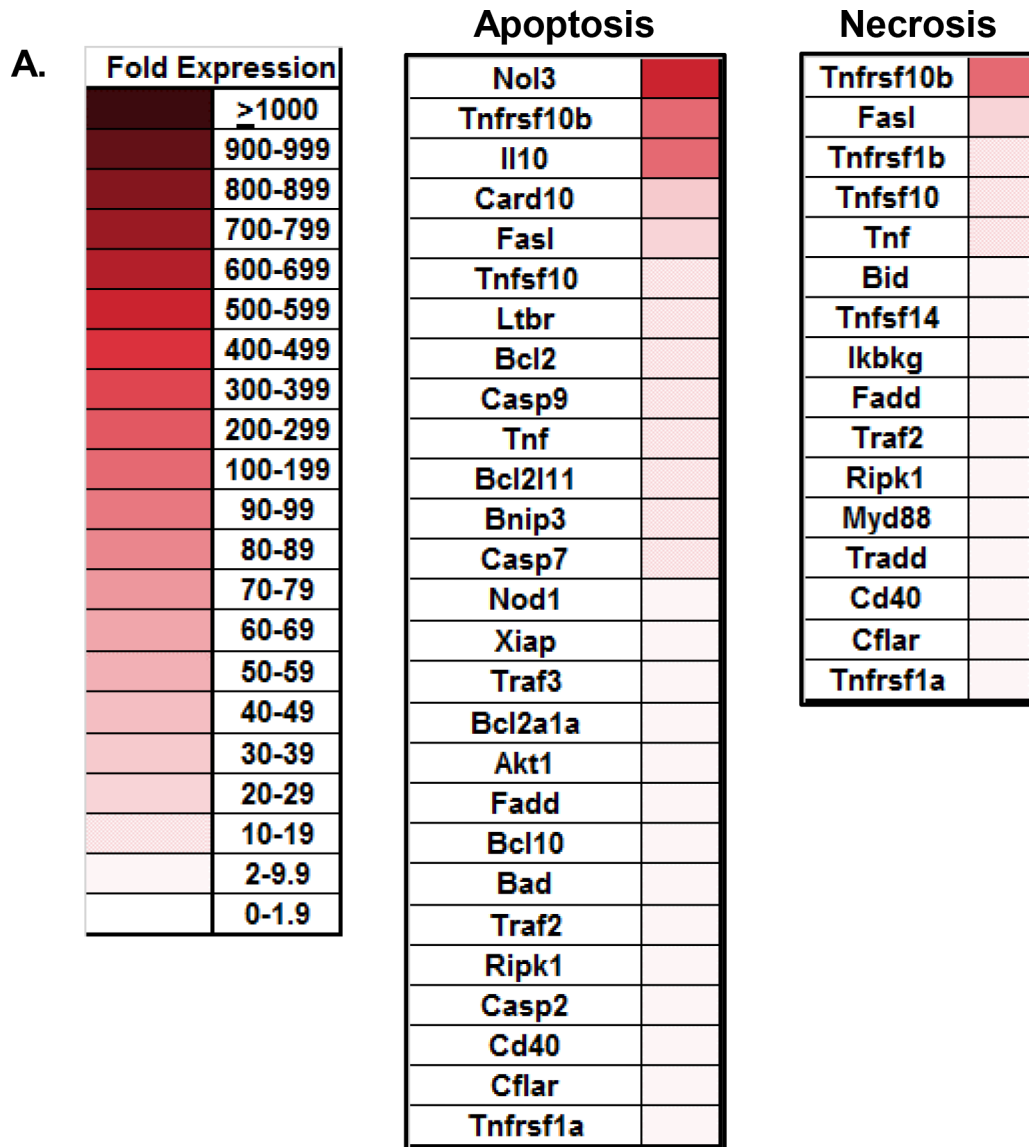 A.
Fold Expression
≥1000
900-999
800-899
700-799
600-699
500-599
400-499
300-399
200-299
100-199
90-99
80-89
70-79
60-69
50-59
40-49
30-39
20-29
10-19
2-9.9
0-1.9
Apoptosis
Nol3
Tnfrsf10b
Il10
Card10
Fasl
Tnfsf10
Ltbr
Bcl2
Casp9
Tnf
Bcl2l11
Bnip3
Casp7
Nod1
Xiap
Traf3
Bcl2a1a
Akt1
Fadd
Bcl10
Bad
Traf2
Ripk1
Casp2
Cd40
Cflar
Tnfrsf1a
Necrosis
Tnfrsf10b
Fasl
Tnfrsf1b
Tnfsf10
Tnf
Bid
Tnfsf14
Ikbkg
Fadd
Traf2
Ripk1
Myd88
Tradd
Cd40
Cflar
Tnfrsf1a